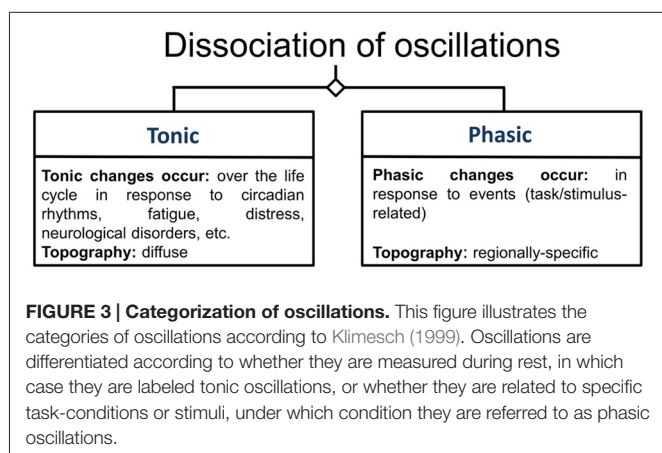 Dissociation of oscillations
Tonic
Tonic changes occur: over the life
cycle in response to circadian
rhythms, fatigue, distress,
neurological disorders, etc.
Topography: diffuse
Phasic
Phasic changes occur: in
response to events (task/stimulus-
related)
Topography: regionally-specific
FIGURE 3 | Categorization of oscillations. This figure illustrates the
categories of oscillations according to Klimesch (1999). Oscillations are
differentiated according to whether they are measured during rest, in which
case they are labeled tonic oscillations, or whether they are related to specific
task-conditions or stimuli, under which condition they are referred to as phasic
oscillations.